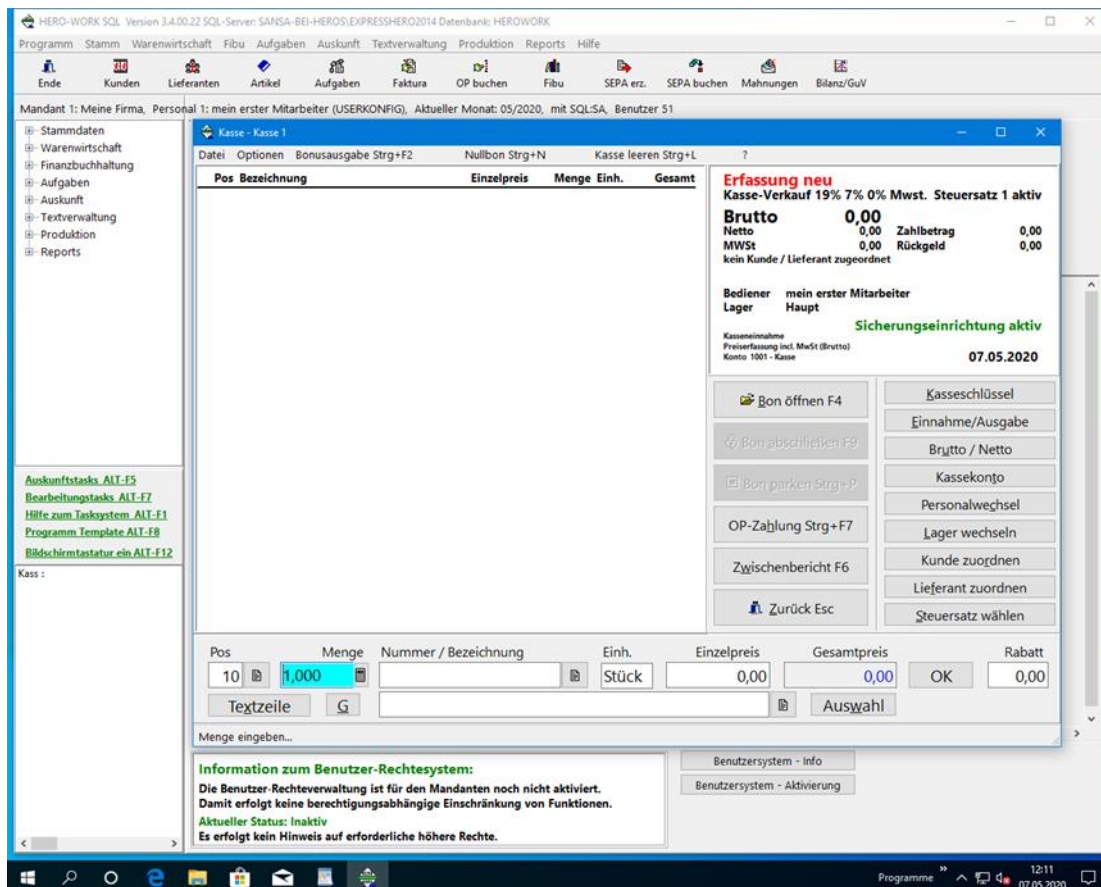 HERO-WORK SQL Version 3.4.00.22 SQL-Server: SANSA-BEI-HEROS\EXPRESSHERO2014 Datenbank: HEROWORK
Programm Stamm Warenwirtschaft Fibu Aufgaben Auskunft Textverwaltung Produktion Reports Hilfe
Ende Kunden Lieferanten Artikel Aufgaben Faktura OP buchen Fibu SEPA erz. SEPA buchen Mahnungen Bilanz/GuV
Mandant 1: Meine Firma, Personal 1: mein erster Mitarbeiter (USERKONFIG), Aktueller Monat: 05/2020, mit SQL:SA, Benutzer 51
Stammdaten
Warenwirtschaft
Finanzbuchhaltung
Aufgaben
Auskunft
Textverwaltung
Produktion
Reports
Auskunftstasks ALT-F5
Bearbeitungstasks ALT-F7
Hilfe zum Tasksystem ALT-F1
Programm Template ALT-F8
Bildschirmtastatur ein ALT-F12
Kass :
Kasse - Kasse 1
Datei Optionen Bonusausgabe Strg+F2 Nullbon Strg+N Kasse leeren Strg+L ?
Pos Bezeichnung Einzelpreis Menge Einh. Gesamt
Erfassung neu
Kasse-Verkauf 19% 7% 0% Mwst. Steuersatz 1 aktiv
Brutto 0,00
Netto 0,00 Zahlbetrag 0,00
MWSt 0,00 Rückgeld 0,00
kein Kunde / Lieferant zugeordnet
Bediener mein erster Mitarbeiter
Lager Haupt
Sicherungseinrichtung aktiv
Kasseneinnahme
Preiserfassung incl. MwSt (Brutto)
Konto 1001 - Kasse
07.05.2020
Bon öffnen F4
Bon abschließen F9
Bon parken Strg+P
OP-Zahlung Strg+F7
Zwischenbericht F6
Zurück Esc
Kasseschlüssel
Einnahme/Ausgabe
Brutto / Netto
Kassekonto
Personalwechsel
Lager wechseln
Kunde zuordnen
Lieferant zuordnen
Steuersatz wählen
Pos Menge Nummer / Bezeichnung Einh. Einzelpreis Gesamtpreis Rabatt
10 1,000 Stück 0,00 0,00 OK 0,00
Textzeile G Auswahl
Menge eingeben...
Information zum Benutzer-Rechtesystem:
Die Benutzer-Rechteverwaltung ist für den Mandanten noch nicht aktiviert.
Damit erfolgt keine berechtigungsabhängige Einschränkung von Funktionen.
Aktueller Status: Inaktiv
Es erfolgt kein Hinweis auf erforderliche höhere Rechte.
Benutzersystem - Info
Benutzersystem - Aktivierung
Programme
12:11
07.05.2020